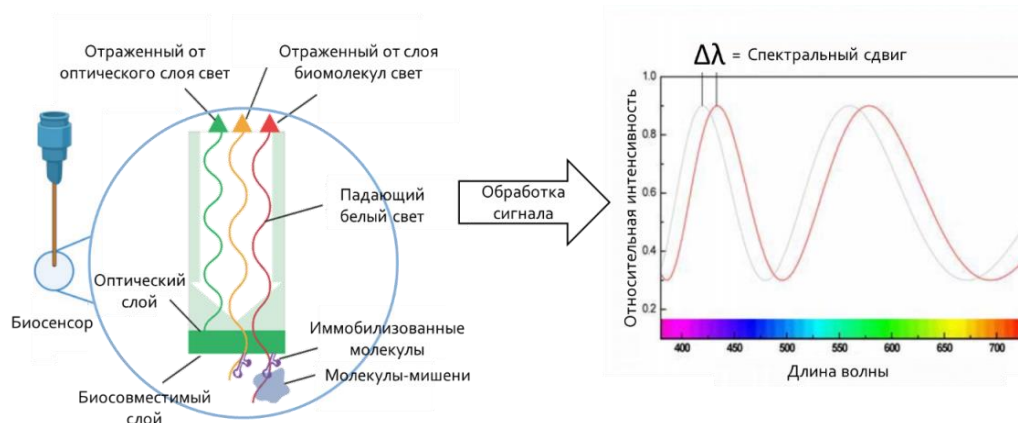 Отраженный от
оптического слоя свет
Отраженный от слоя
биомолекул свет
Падающий
белый свет
Оптический
слой
Биосенсор
Биосовместимый
слой
Иммобилизованные
молекулы
Молекулы-мишени
Обработка
сигнала
Δλ = Спектральный сдвиг
Относительная интенсивность
1.0
0.8
0.6
0.4
0.2
400 450 500 550 600 650 700
Длина волны